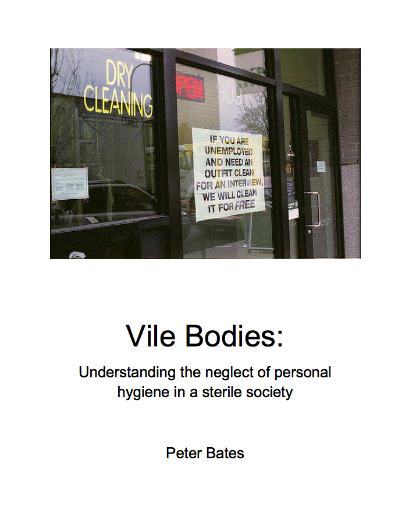 DRY
CLEANING
OPEN
IF YOU ARE
UNEMPLOYED
AND NEED AN
OUTFIT CLEAN
FOR AN INTERVIEW,
WE WILL CLEAN
IT FOR FREE
Vile Bodies:
Understanding the neglect of personal
hygiene in a sterile society
Peter Bates